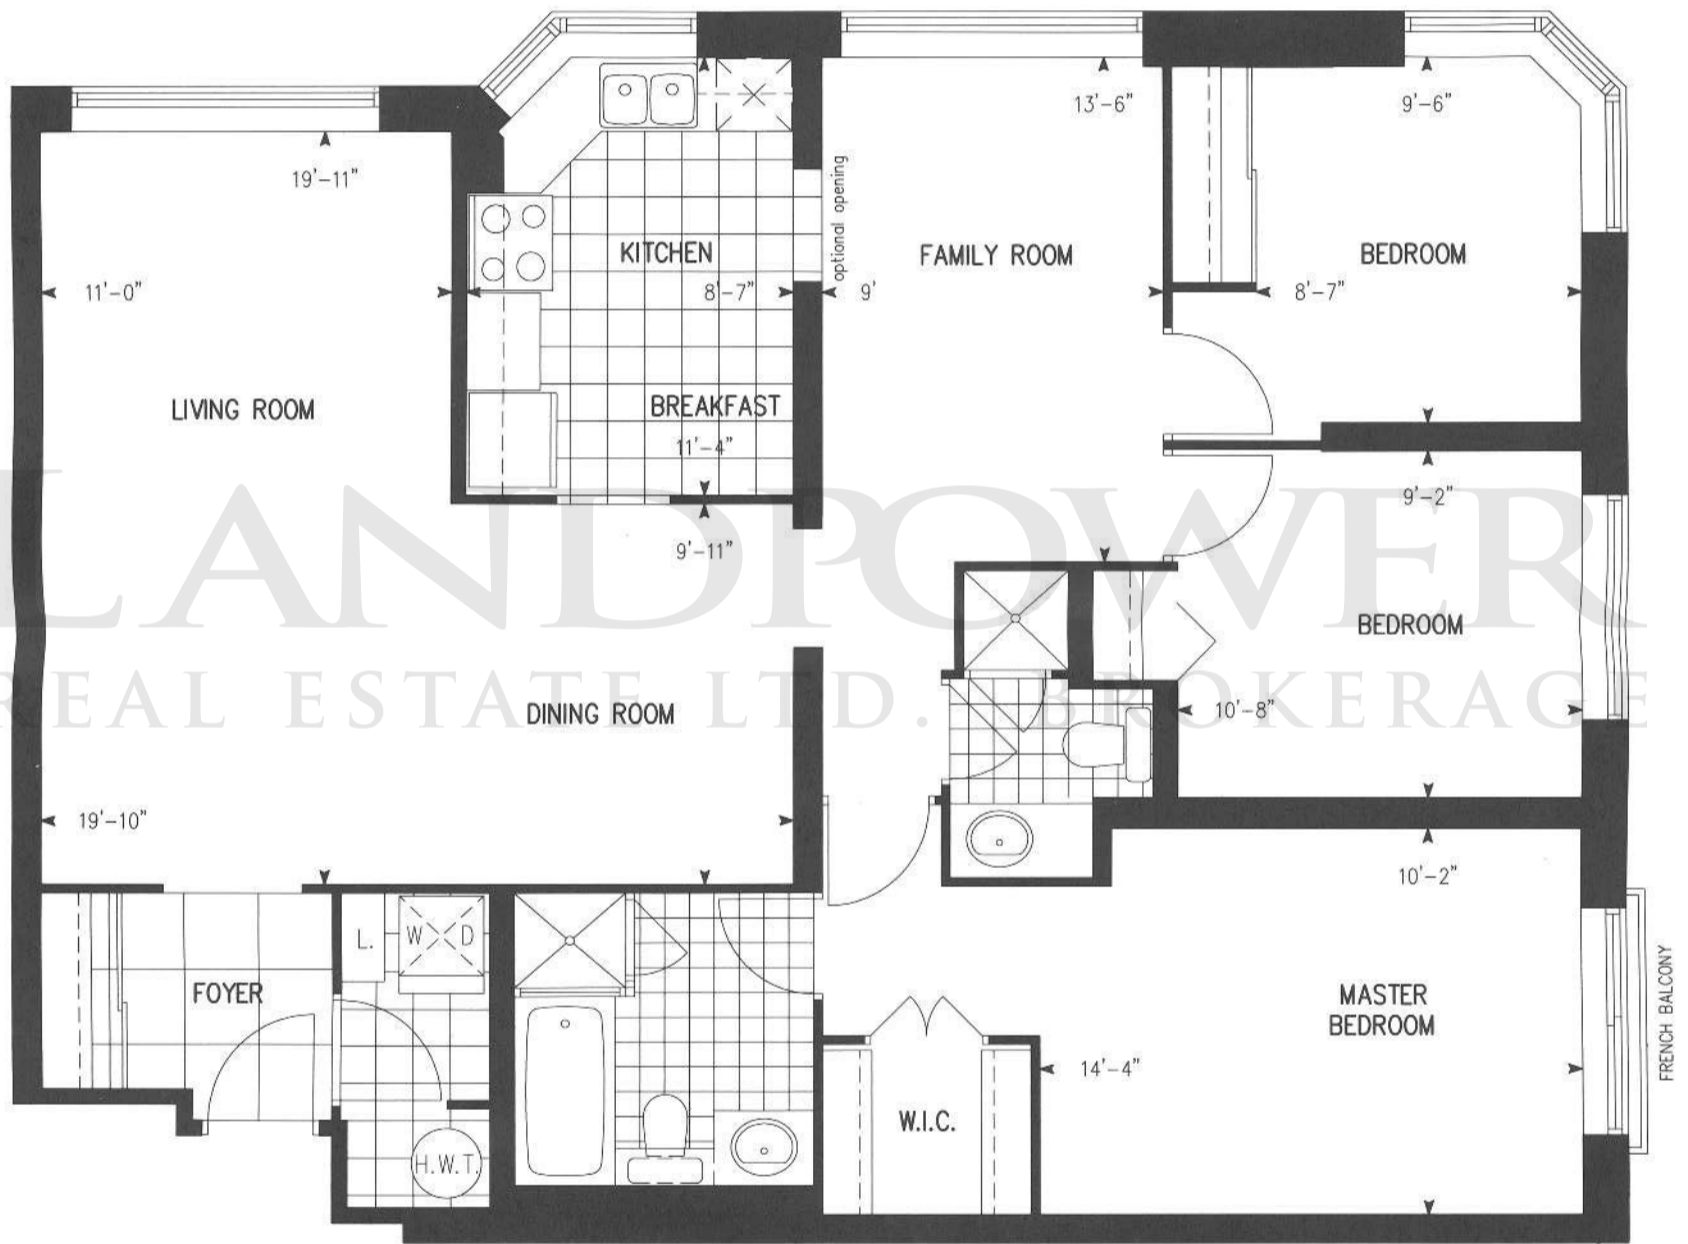 13'-6"
9'-6"
19'-11"
optional opening
KITCHEN
FAMILY ROOM
BEDROOM
11'-0"
8'-7"
9'
8'-7"
LIVING ROOM
BREAKFAST
11'-4"
9'-2"
9'-11"
LANDPOWER
BEDROOM
REAL ESTATE LTD. BROKERAGE
DINING ROOM
10'-8"
19'-10"
10'-2"
L.
W D
FOYER
MASTER
BEDROOM
FRENCH BALCONY
14'-4"
W.I.C.
H.W.T.